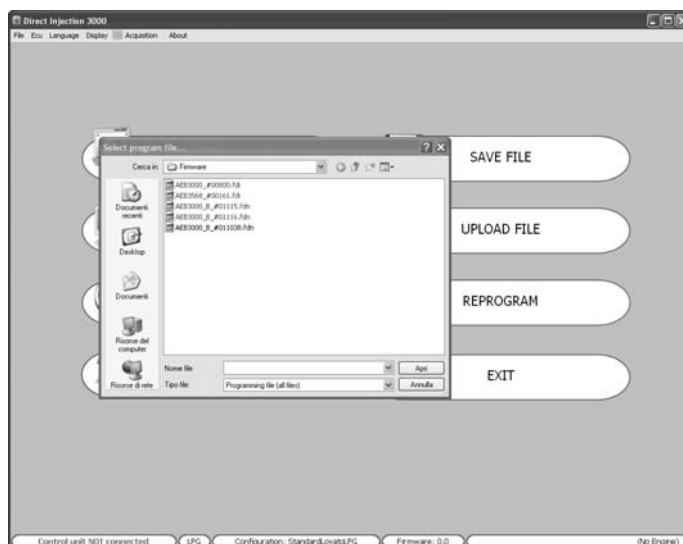 Direct Injection 3000
File Ecu Language Display Acquisition About
Select program file...
Cerca in: Firmware
AEB3000_#00800.fdi
AEB3568_#00161.fdi
AEB3000_B_#01115.fdn
AEB3000_B_#01116.fdn
AEB3000_B_#011038.fdn
Documenti
recenti
Desktop
Documenti
Risorse del
computer
Risorse di rete
Nome file:
Apri
Tipo file:
Programming file (all files)
Annulla
SAVE FILE
UPLOAD FILE
REPROGRAM
EXIT
Control unit NOT connected
LPG
Configuration: StandardLovatoLPG
Firmware: 0.0
(No Engine)